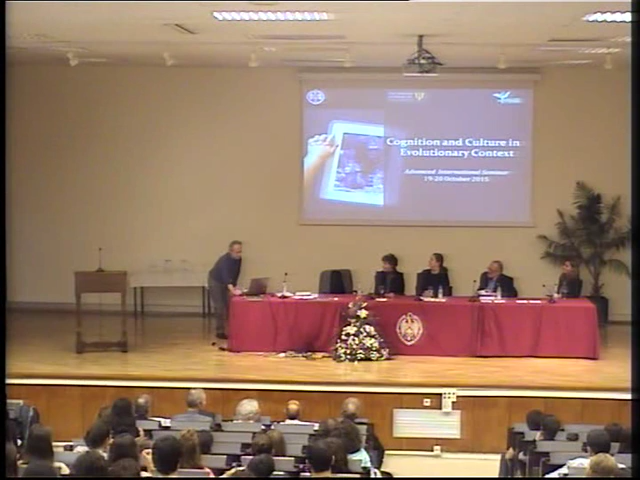 Cognition and Culture in
Evolutionary Context
Advanced International Seminar
19-20 October 2015